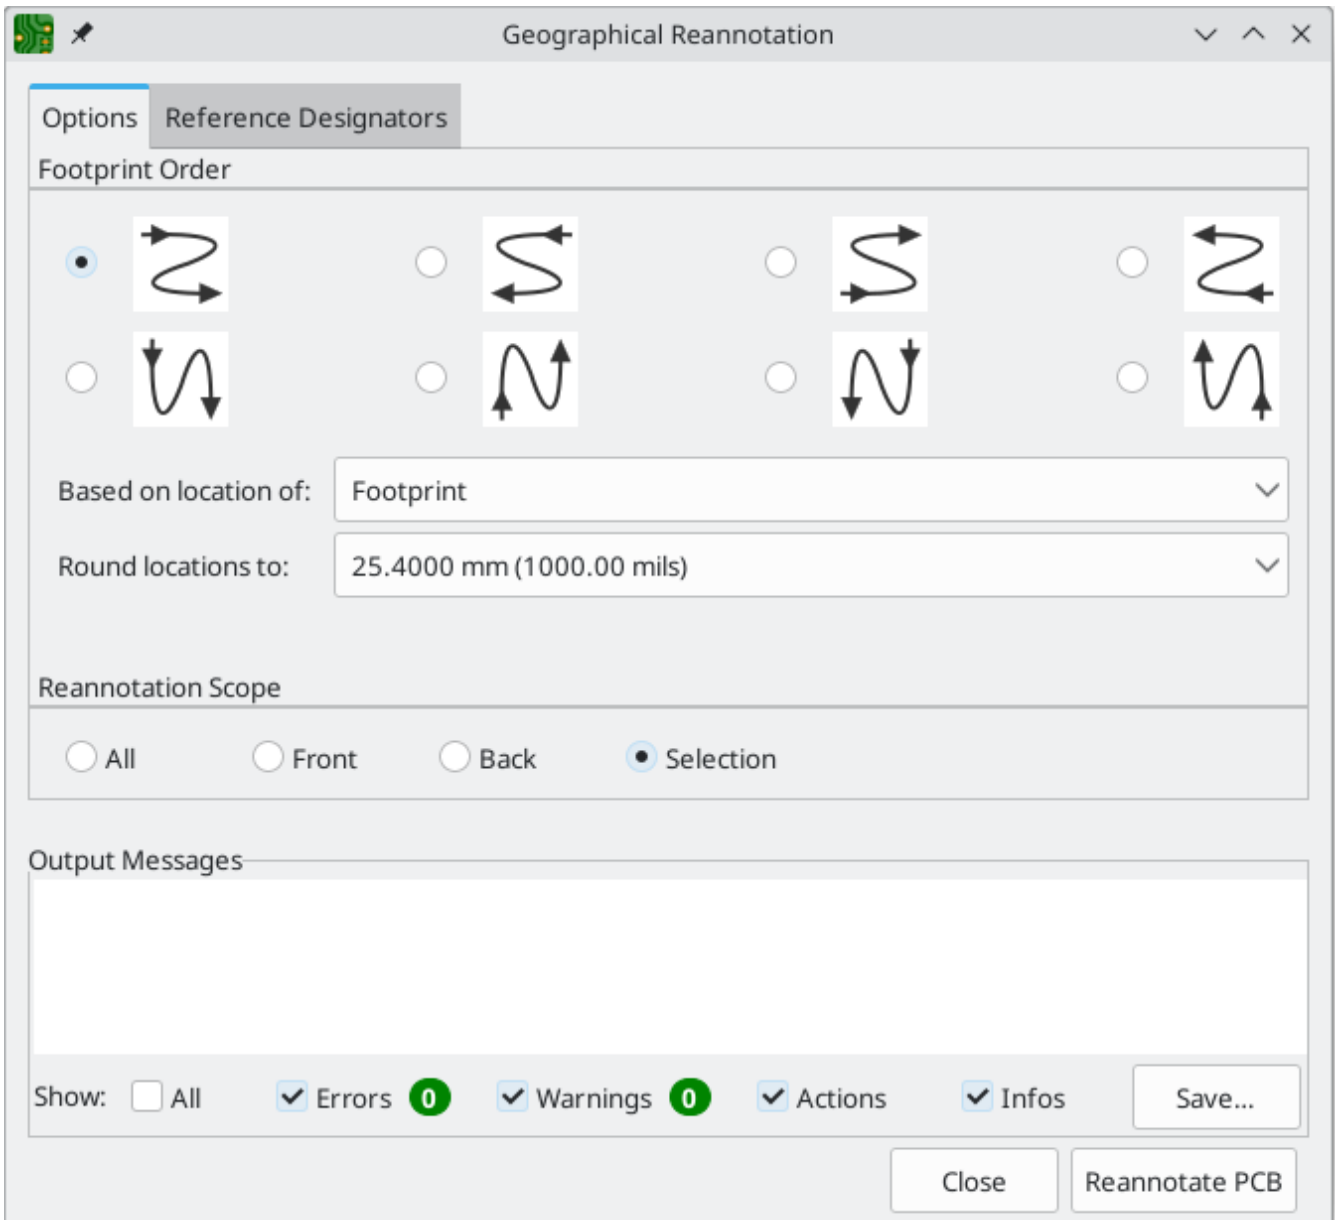 Geographical Reannotation
Options Reference Designators
Footprint Order
Based on location of: Footprint
Round locations to: 25.4000 mm (1000.00 mils)
Reannotation Scope
All Front Back Selection
Output Messages
Show: All Errors 0 Warnings 0 Actions Infos Save...
Close Reannotate PCB